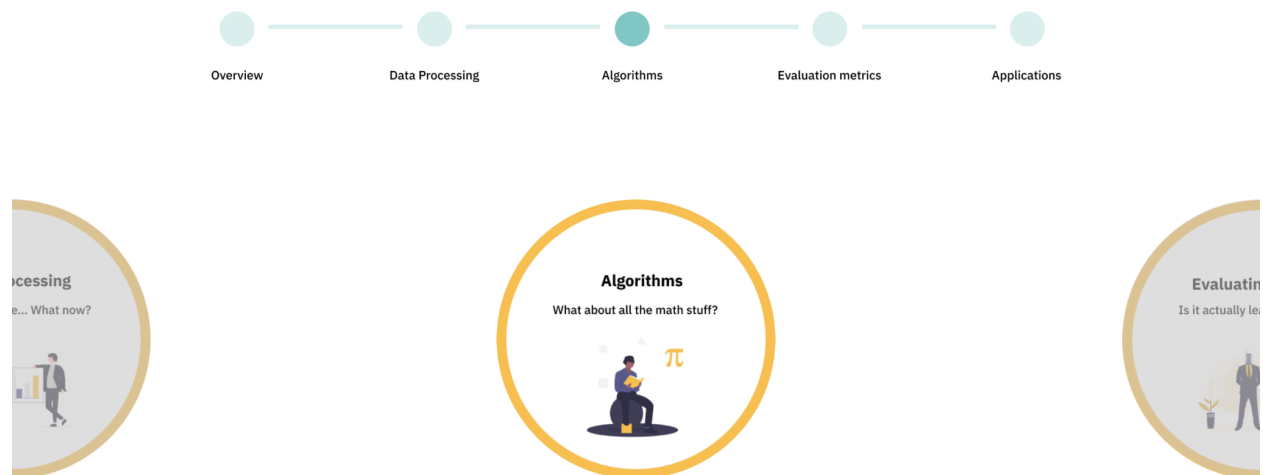 Overview
Data Processing
Algorithms
Evaluation metrics
Applications
ocessing
Algorithms
Evaluatin
e... What now?
What about all the math stuff?
Is it actually lea
π